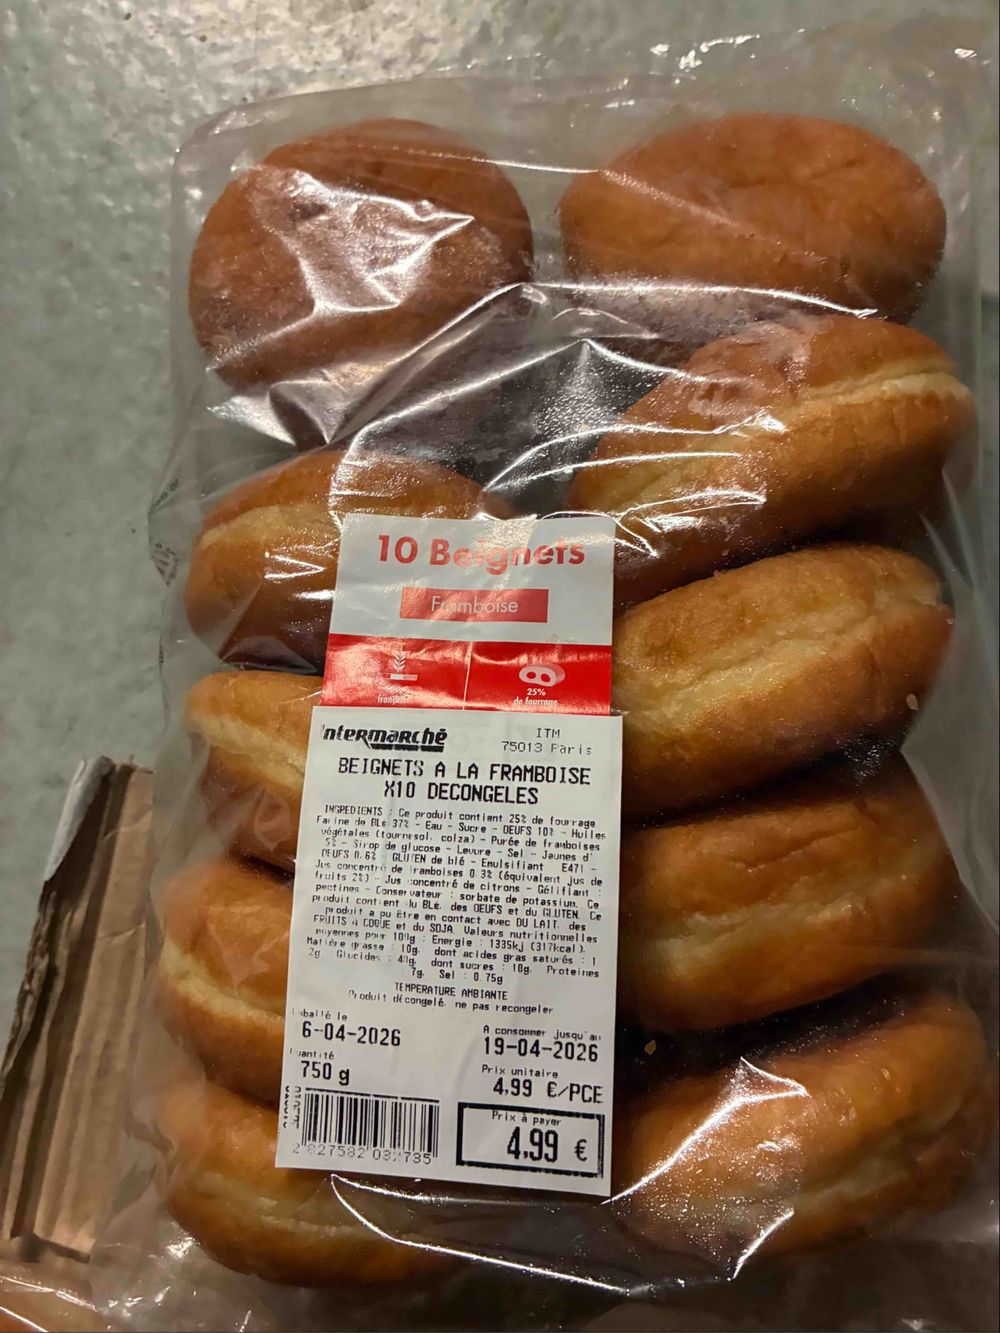 10 Beignets
Framboise
25%
de fourrage
Intermarché
ITM
75013 Paris
BEIGNETS A LA FRAMBOISE
X10 DECONGELES
INGREDIENTS : Ce produit contient 25% de fourrage
Farine de BLé 37% - Eau - Sucre - OEUFS 10% - Huiles
végétales (tournesol, colza) - Purée de framboises
5% - Sirop de glucose - Levure - Sel - Jaunes d'
OEUFS 0.6% - GLUTEN de blé - Emulsifiant E471 -
Jus concentré de framboises 0.3% (équivalent jus de
fruits 2%) - Jus concentré de citrons - Gélifiant :
pectines - Conservateur : sorbate de potassium. Ce
produit contient du BLé, des OEUFS et du GLUTEN. Ce
produit a pu être en contact avec DU LAIT, des
FRUITS à COQUE et du SOJA. Valeurs nutritionnelles
moyennes pour 100g : Energie : 1335kj (317kcal).
Matière grasse : 10g, dont acides gras saturés : 1
2g Glucides : 48g, dont sucres : 18g. Proteines
7g. Sel : 0.75g
TEMPERATURE AMBIANTE
Produit décongelé, ne pas recongeler
mballé le
6-04-2026
A consommer jusqu'au
19-04-2026
uantité
750 g
Prix unitaire
4,99 €/PCE
Prix à payer
4,99 €